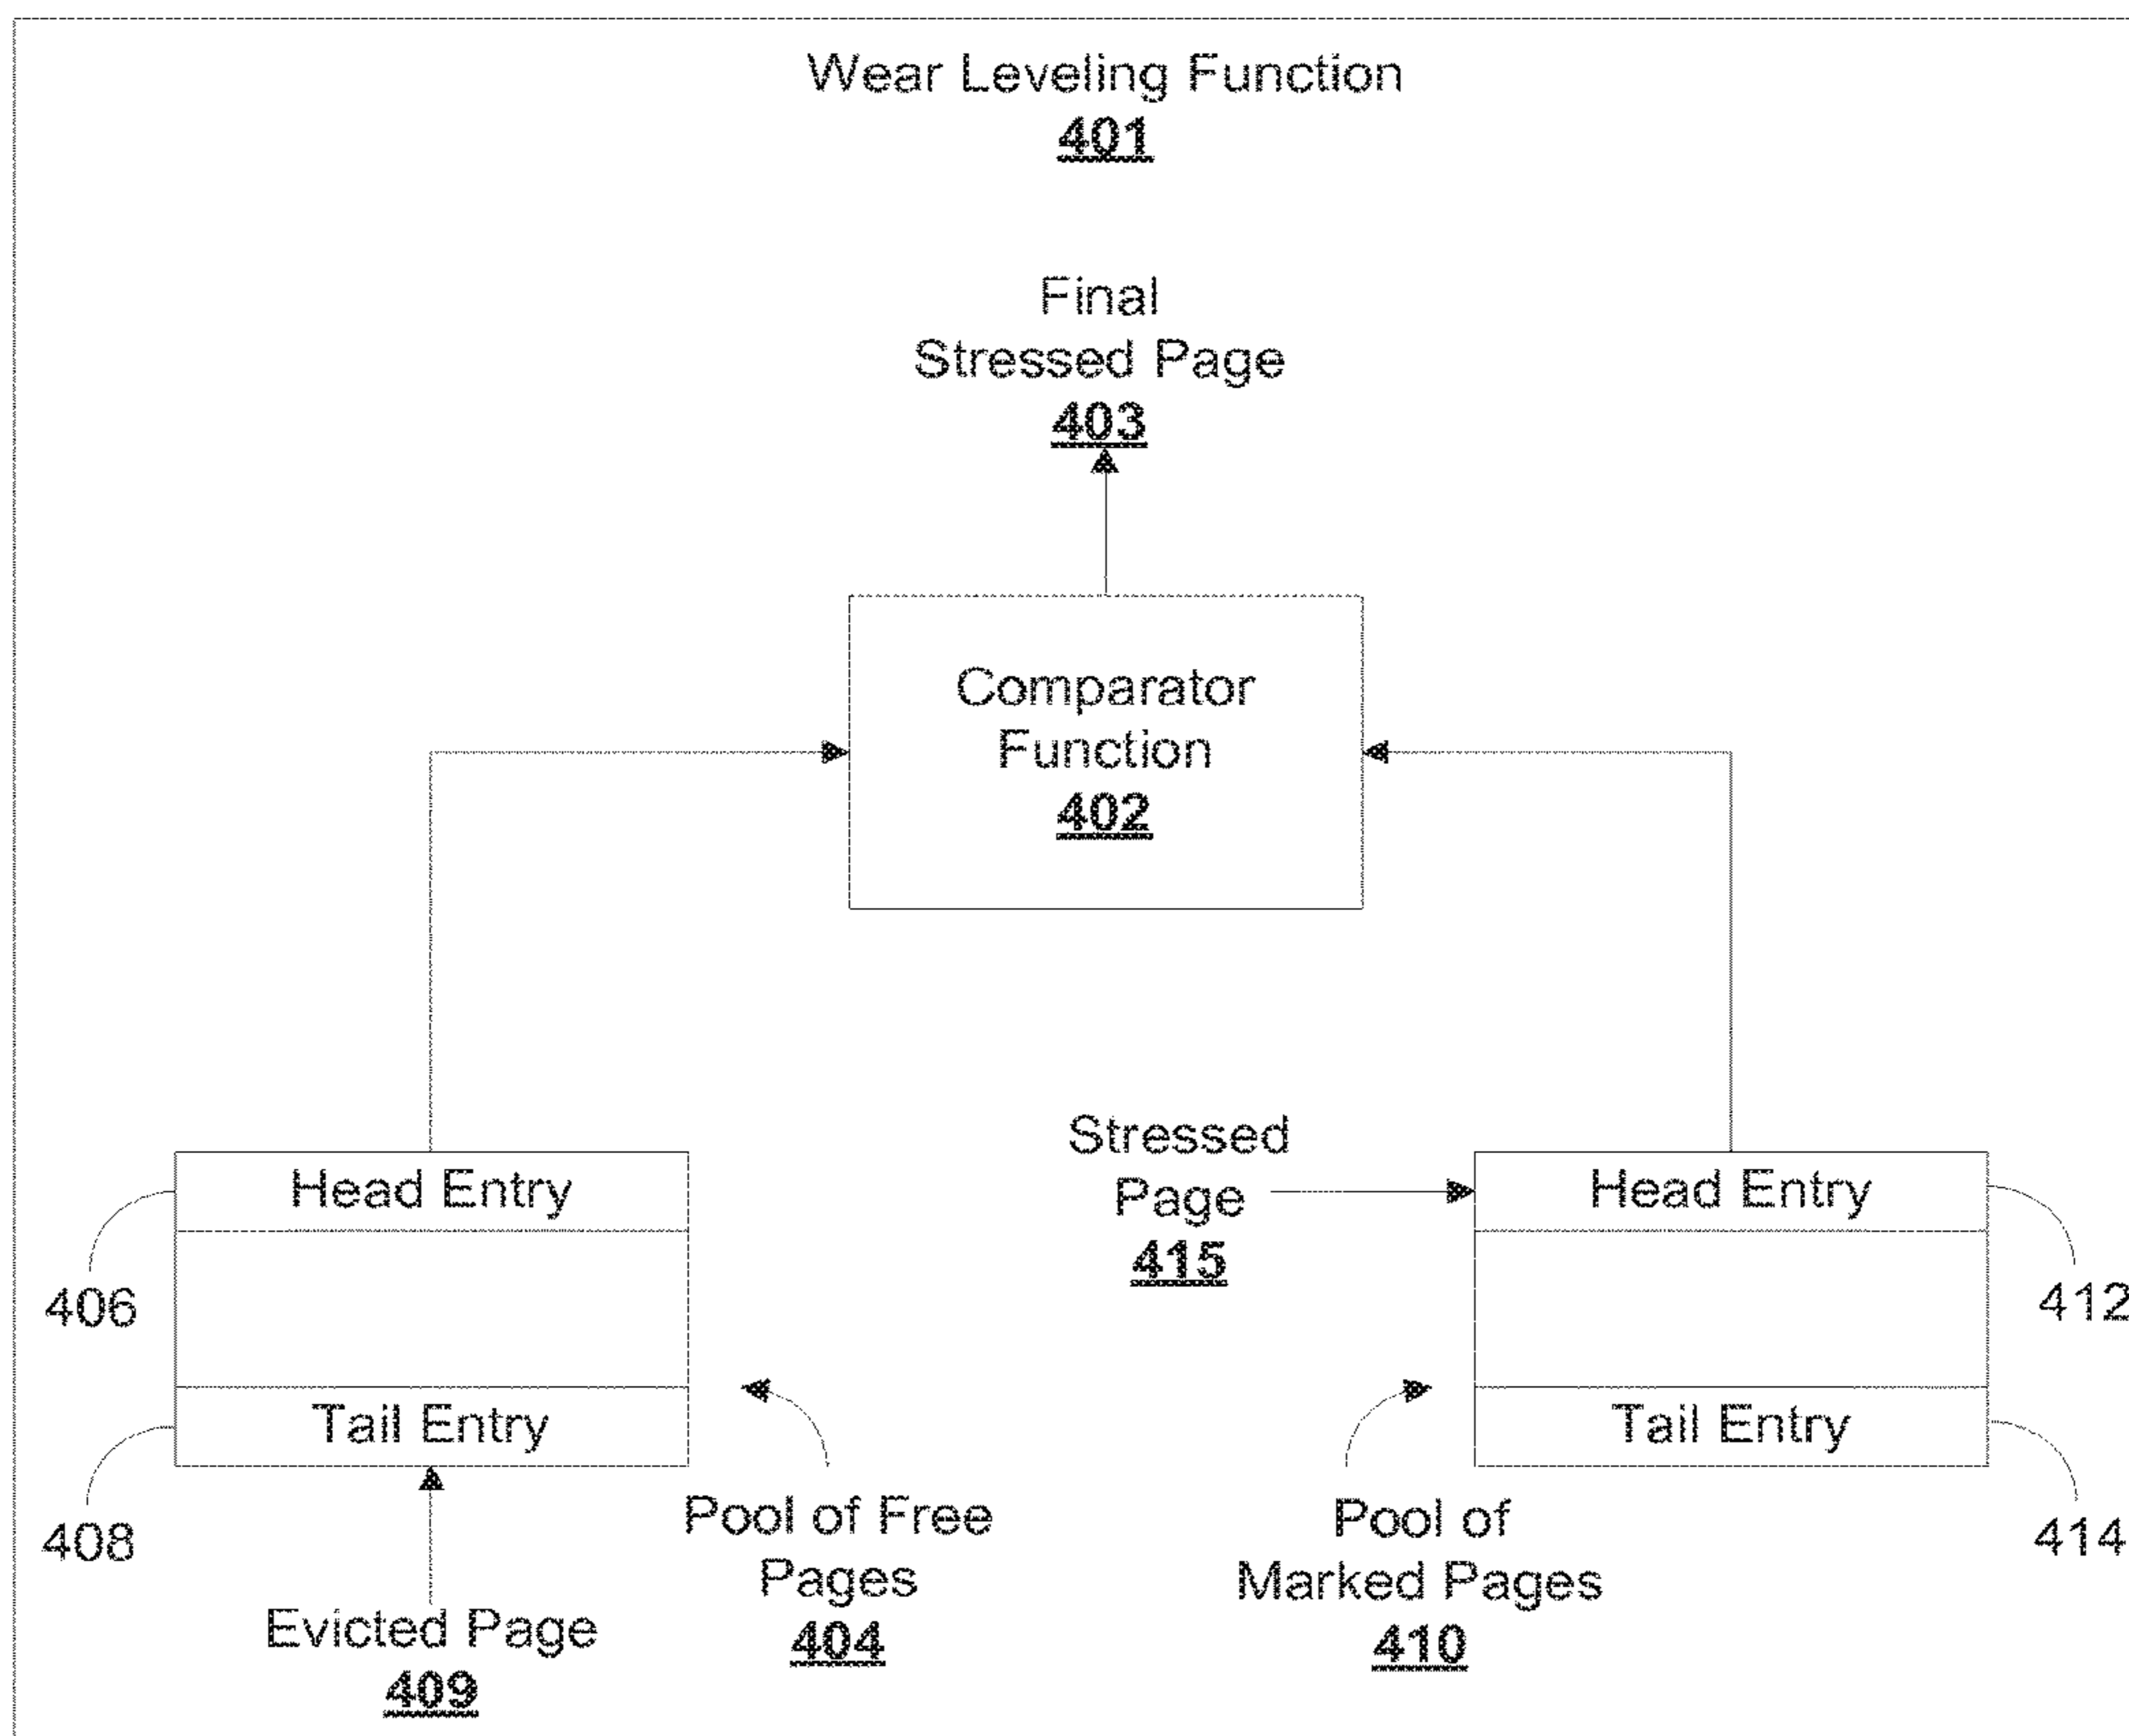 Wear Leveling Function
401
Final
Stressed Page
403
Comparator
Function
402
Head Entry
Tail Entry
406
408
Evicted Page
409
Pool of Free
Pages
404
Stressed
Page
415
Head Entry
Tail Entry
412
414
Pool of
Marked Pages
410